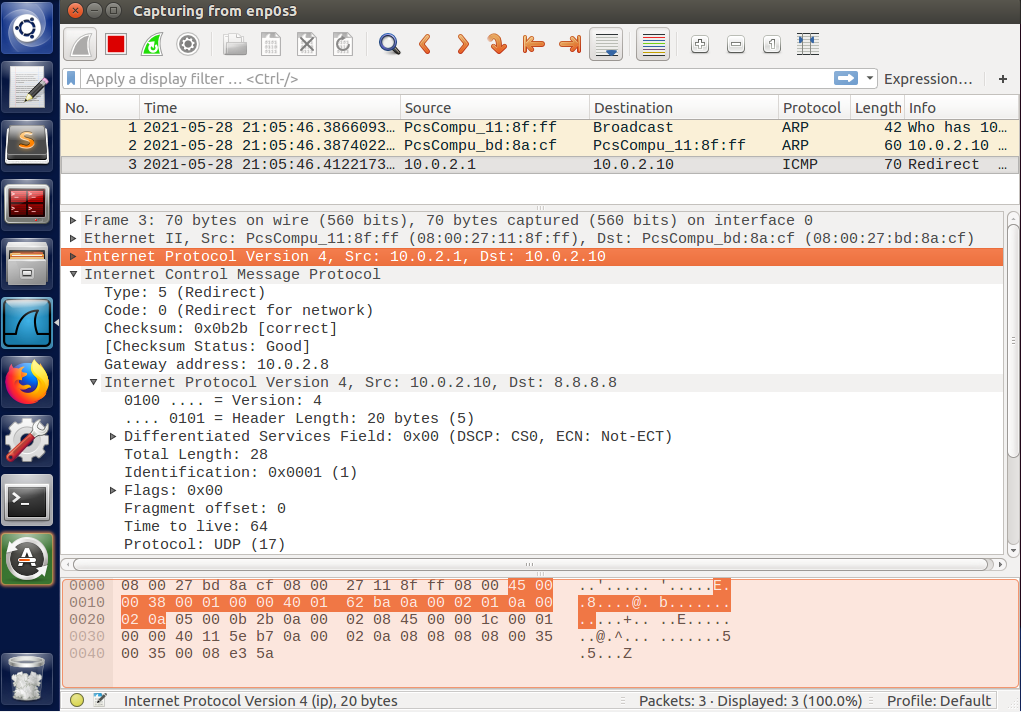 Capturing from enp0s3
Apply a display filter … <Ctrl-/> Expression… +
No. Time Source Destination Protocol Length Info
1 2021-05-28 21:05:46.3866093… PcsCompu_11:8f:ff Broadcast ARP 42 Who has 10…
2 2021-05-28 21:05:46.3874022… PcsCompu_bd:8a:cf PcsCompu_11:8f:ff ARP 60 10.0.2.10 …
3 2021-05-28 21:05:46.4122173… 10.0.2.1 10.0.2.10 ICMP 70 Redirect …
Frame 3: 70 bytes on wire (560 bits), 70 bytes captured (560 bits) on interface 0
Ethernet II, Src: PcsCompu_11:8f:ff (08:00:27:11:8f:ff), Dst: PcsCompu_bd:8a:cf (08:00:27:bd:8a:cf)
Internet Protocol Version 4, Src: 10.0.2.1, Dst: 10.0.2.10
Internet Control Message Protocol
Type: 5 (Redirect)
Code: 0 (Redirect for network)
Checksum: 0x0b2b [correct]
[Checksum Status: Good]
Gateway address: 10.0.2.8
Internet Protocol Version 4, Src: 10.0.2.10, Dst: 8.8.8.8
0100 .... = Version: 4
.... 0101 = Header Length: 20 bytes (5)
Differentiated Services Field: 0x00 (DSCP: CS0, ECN: Not-ECT)
Total Length: 28
Identification: 0x0001 (1)
Flags: 0x00
Fragment offset: 0
Time to live: 64
Protocol: UDP (17)
0000 08 00 27 bd 8a cf 08 00 27 11 8f ff 08 00 45 00 ..'..... '.....E.
0010 00 38 00 01 00 00 40 01 62 ba 0a 00 02 01 0a 00 .8....@. b.......
0020 02 0a 05 00 0b 2b 0a 00 02 08 45 00 00 1c 00 01 .....+.. ..E.....
0030 00 00 40 11 5e b7 0a 00 02 0a 08 08 08 08 00 35 ..@.^... .......5
0040 00 35 00 08 e3 5a .5...Z
Internet Protocol Version 4 (ip), 20 bytes Packets: 3 · Displayed: 3 (100.0%) Profile: Default